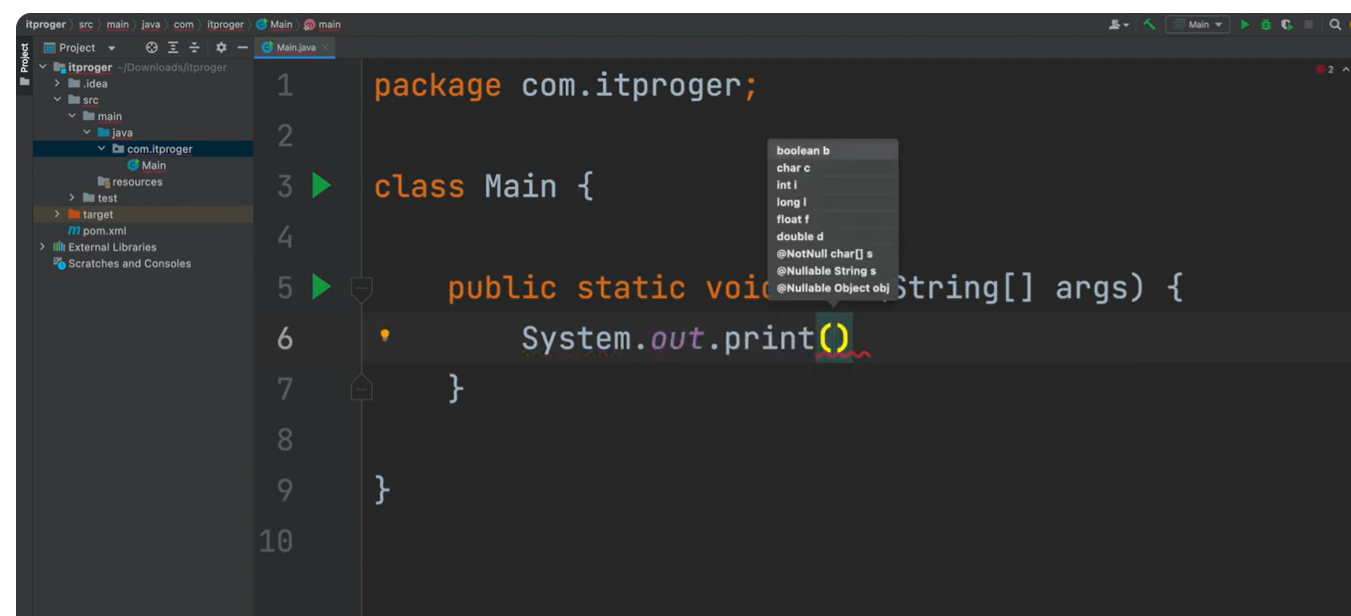 itproger src main java com itproger Main main
Main
Project
Main.java
Project
itproger ~/Downloads/itproger
.idea
src
main
java
com.itproger
Main
resources
test
target
pom.xml
External Libraries
Scratches and Consoles
2
1 package com.itproger;
2
3 class Main {
4
5 public static voi String[] args) {
6 System.out.print()
7 }
8
9 }
10
boolean b
char c
int i
long l
float f
double d
@NotNull char[] s
@Nullable String s
@Nullable Object obj